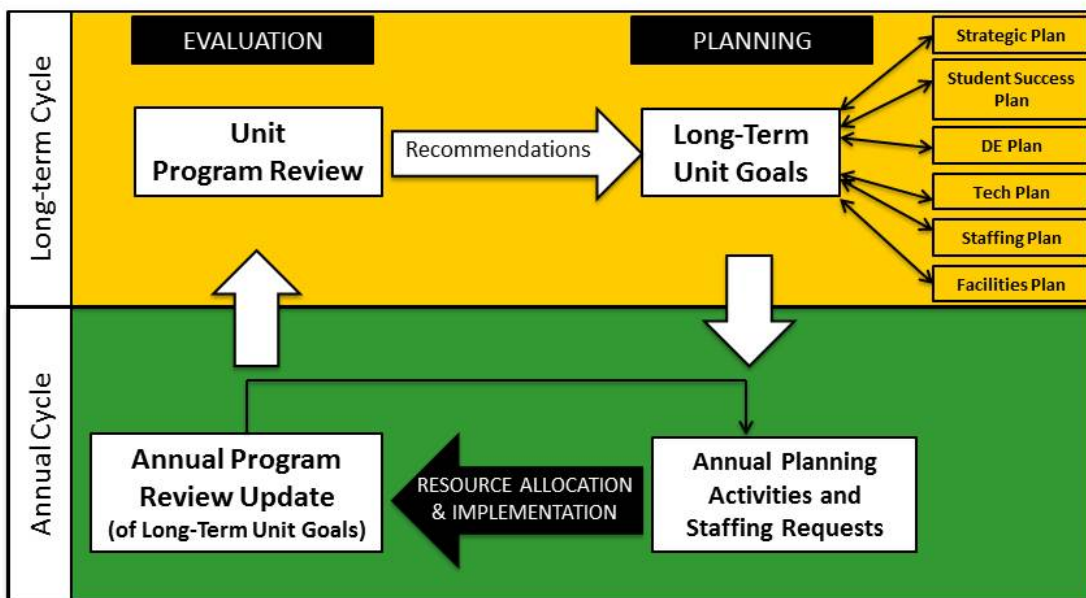 Long-term Cycle
EVALUATION
PLANNING
Unit
Program Review
Recommendations
Long-Term
Unit Goals
Strategic Plan
Student Success
Plan
DE Plan
Tech Plan
Staffing Plan
Facilities Plan
Annual Cycle
Annual Program
Review Update
(of Long-Term Unit Goals)
RESOURCE ALLOCATION
& IMPLEMENTATION
Annual Planning
Activities and
Staffing Requests